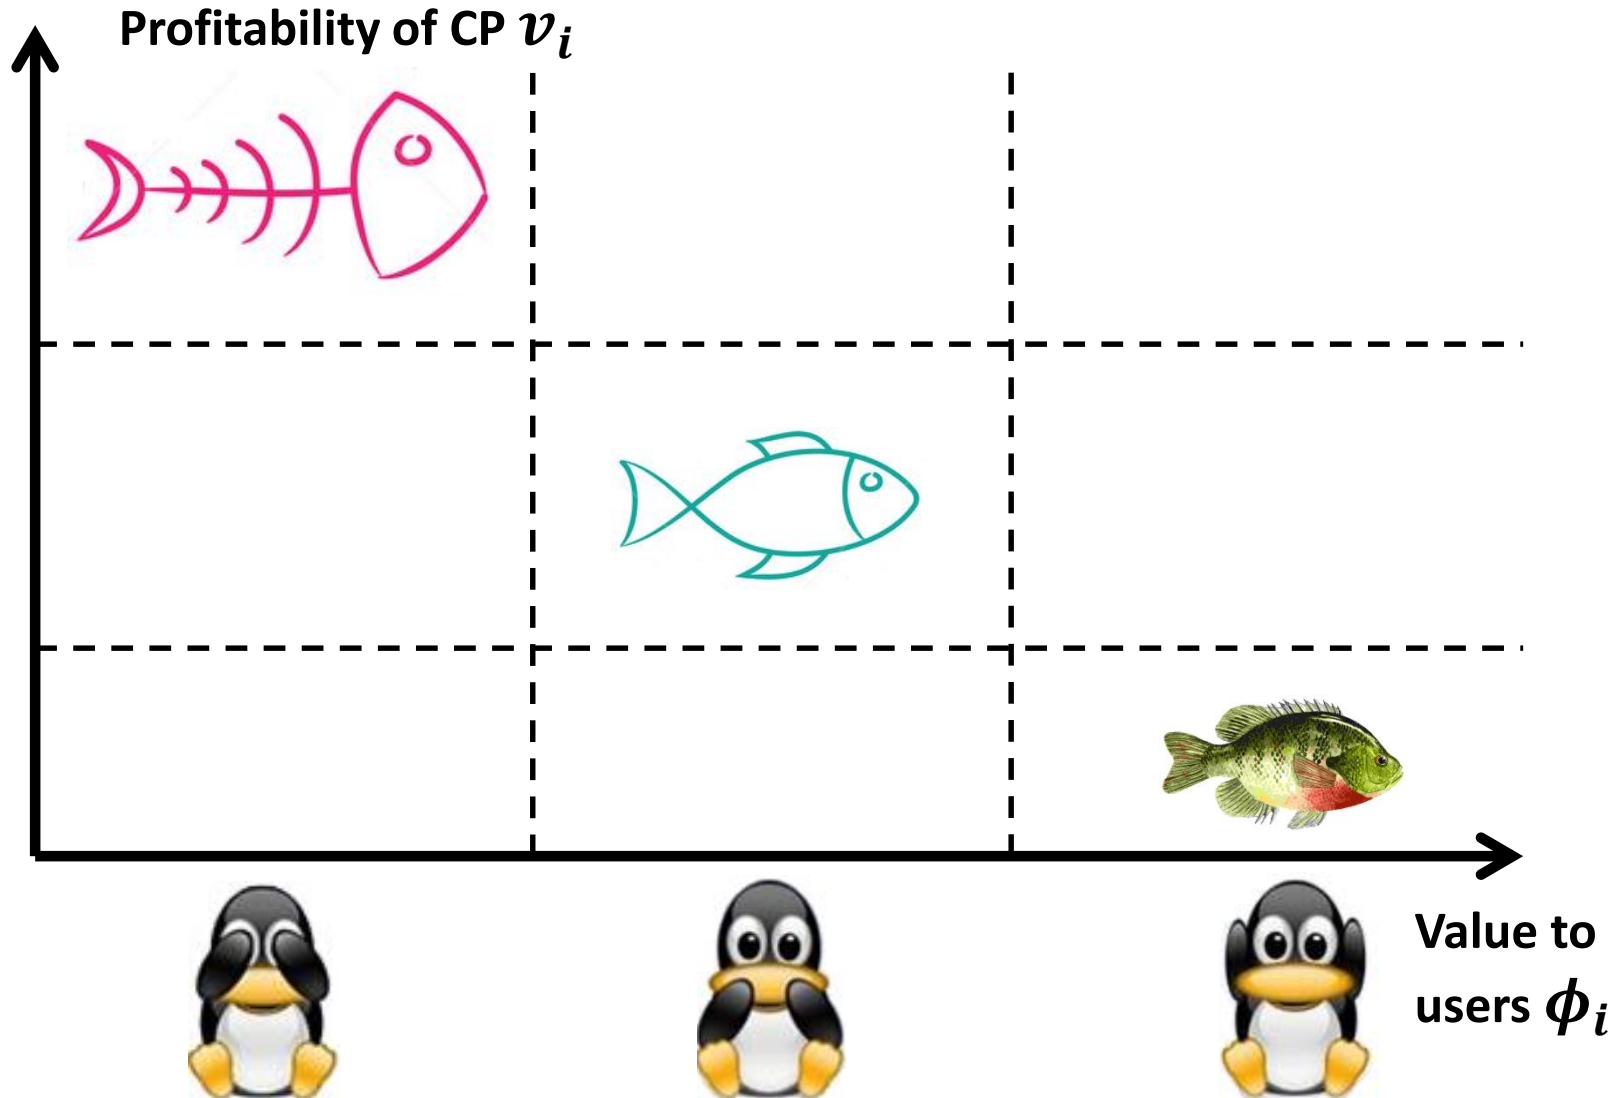 Profitability of CP 𝒗ᵢ
Value to
users 𝝓ᵢ